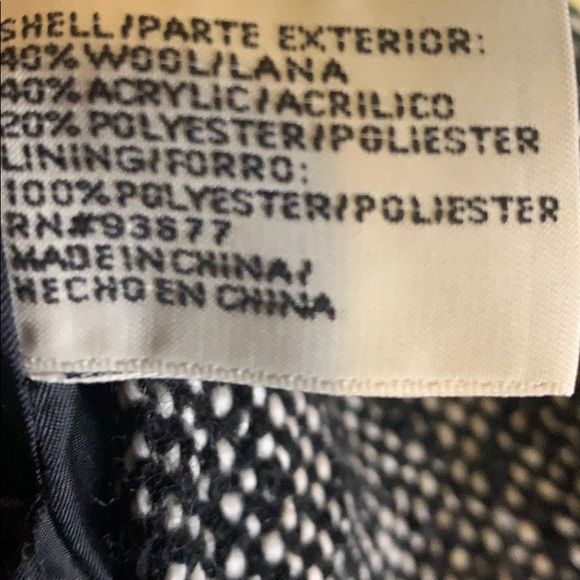 SHELL/PARTE EXTERIOR:
40% WOOL/LANA
40% ACRYLIC/ACRILICO
20% POLYESTER/POLIESTER
LINING/FORRO:
100% POLYESTER/POLIESTER
RN#93877
MADE IN CHINA/
HECHO EN CHINA